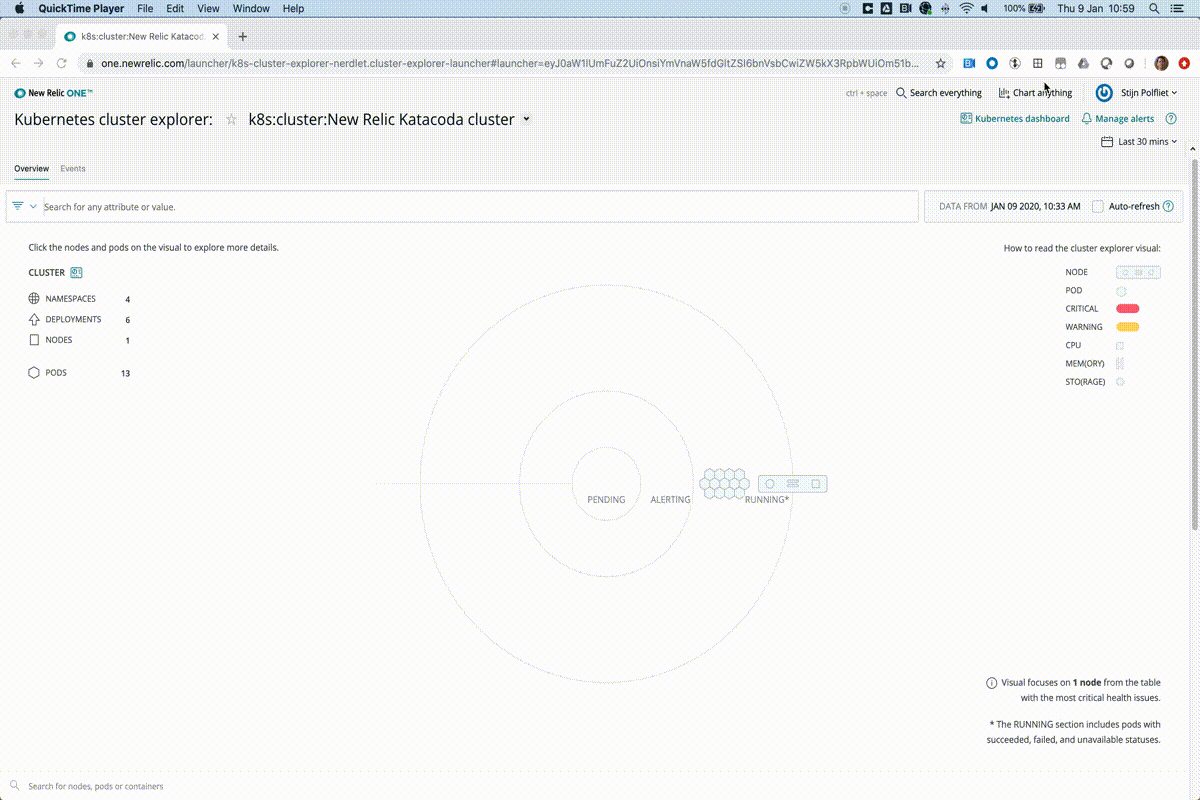 QuickTime Player File Edit View Window Help 100% Thu 9 Jan 10:59
k8s:cluster:New Relic Katacoda
one.newrelic.com/launcher/k8s-cluster-explorer-nerdlet.cluster-explorer-launcher#launcher=eyJ0aW1lUmFuZ2UiOnsiYmVnaW5fdGltZSI6bnVsbCwiZW5kX3RpbWUiOm51b...
New Relic ONE™ ctrl + space Search everything Chart anything Stijn Polfliet
Kubernetes cluster explorer: k8s:cluster:New Relic Katacoda cluster
Kubernetes dashboard Manage alerts
Last 30 mins
Overview Events
Search for any attribute or value. DATA FROM JAN 09 2020, 10:33 AM Auto-refresh
Click the nodes and pods on the visual to explore more details.
CLUSTER
NAMESPACES 4
DEPLOYMENTS 6
NODES 1
PODS 13
How to read the cluster explorer visual:
NODE
POD
CRITICAL
WARNING
CPU
MEM(ORY)
STO(RAGE)
PENDING ALERTING RUNNING*
Visual focuses on 1 node from the table
with the most critical health issues.
* The RUNNING section includes pods with
succeeded, failed, and unavailable statuses.
Search for nodes, pods or containers